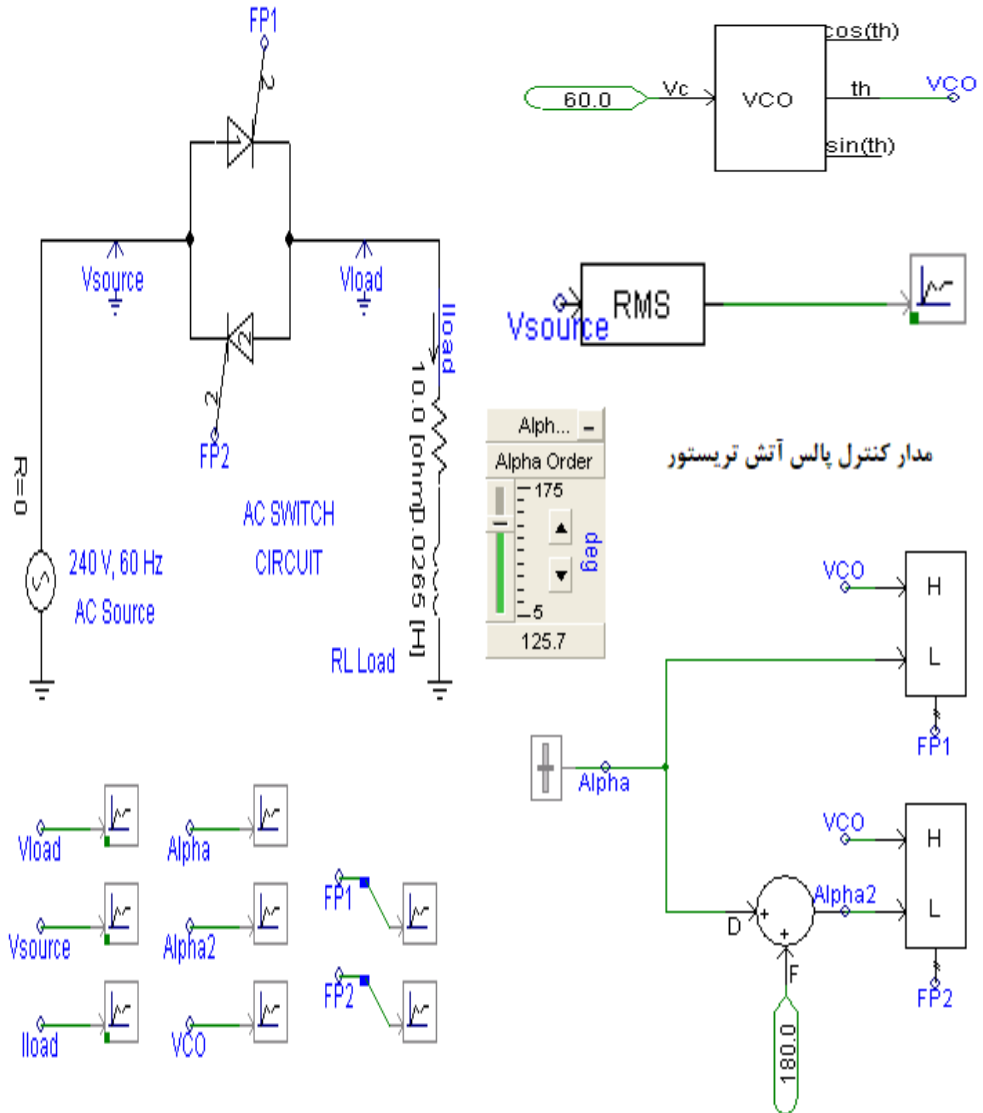 FP1
2
Vsource
Vload
Iload
2
2
FP2
R=0
240 V, 60 Hz
AC Source
AC SWITCH
CIRCUIT
10.0 [ohm]
0.0265 [H]
RL Load
60.0
Vc
VCO
cos(th)
th
sin(th)
VCO
Vsource
RMS
Alph...
Alpha Order
175
deg
5
125.7
مدار کنترل پالس آتش تریستور
VCO
H
L
FP1
Alpha
VCO
H
Alpha2
L
D
+
+
F
FP2
180.0
Vload
Alpha
FP1
Vsource
Alpha2
FP2
Iload
VCO